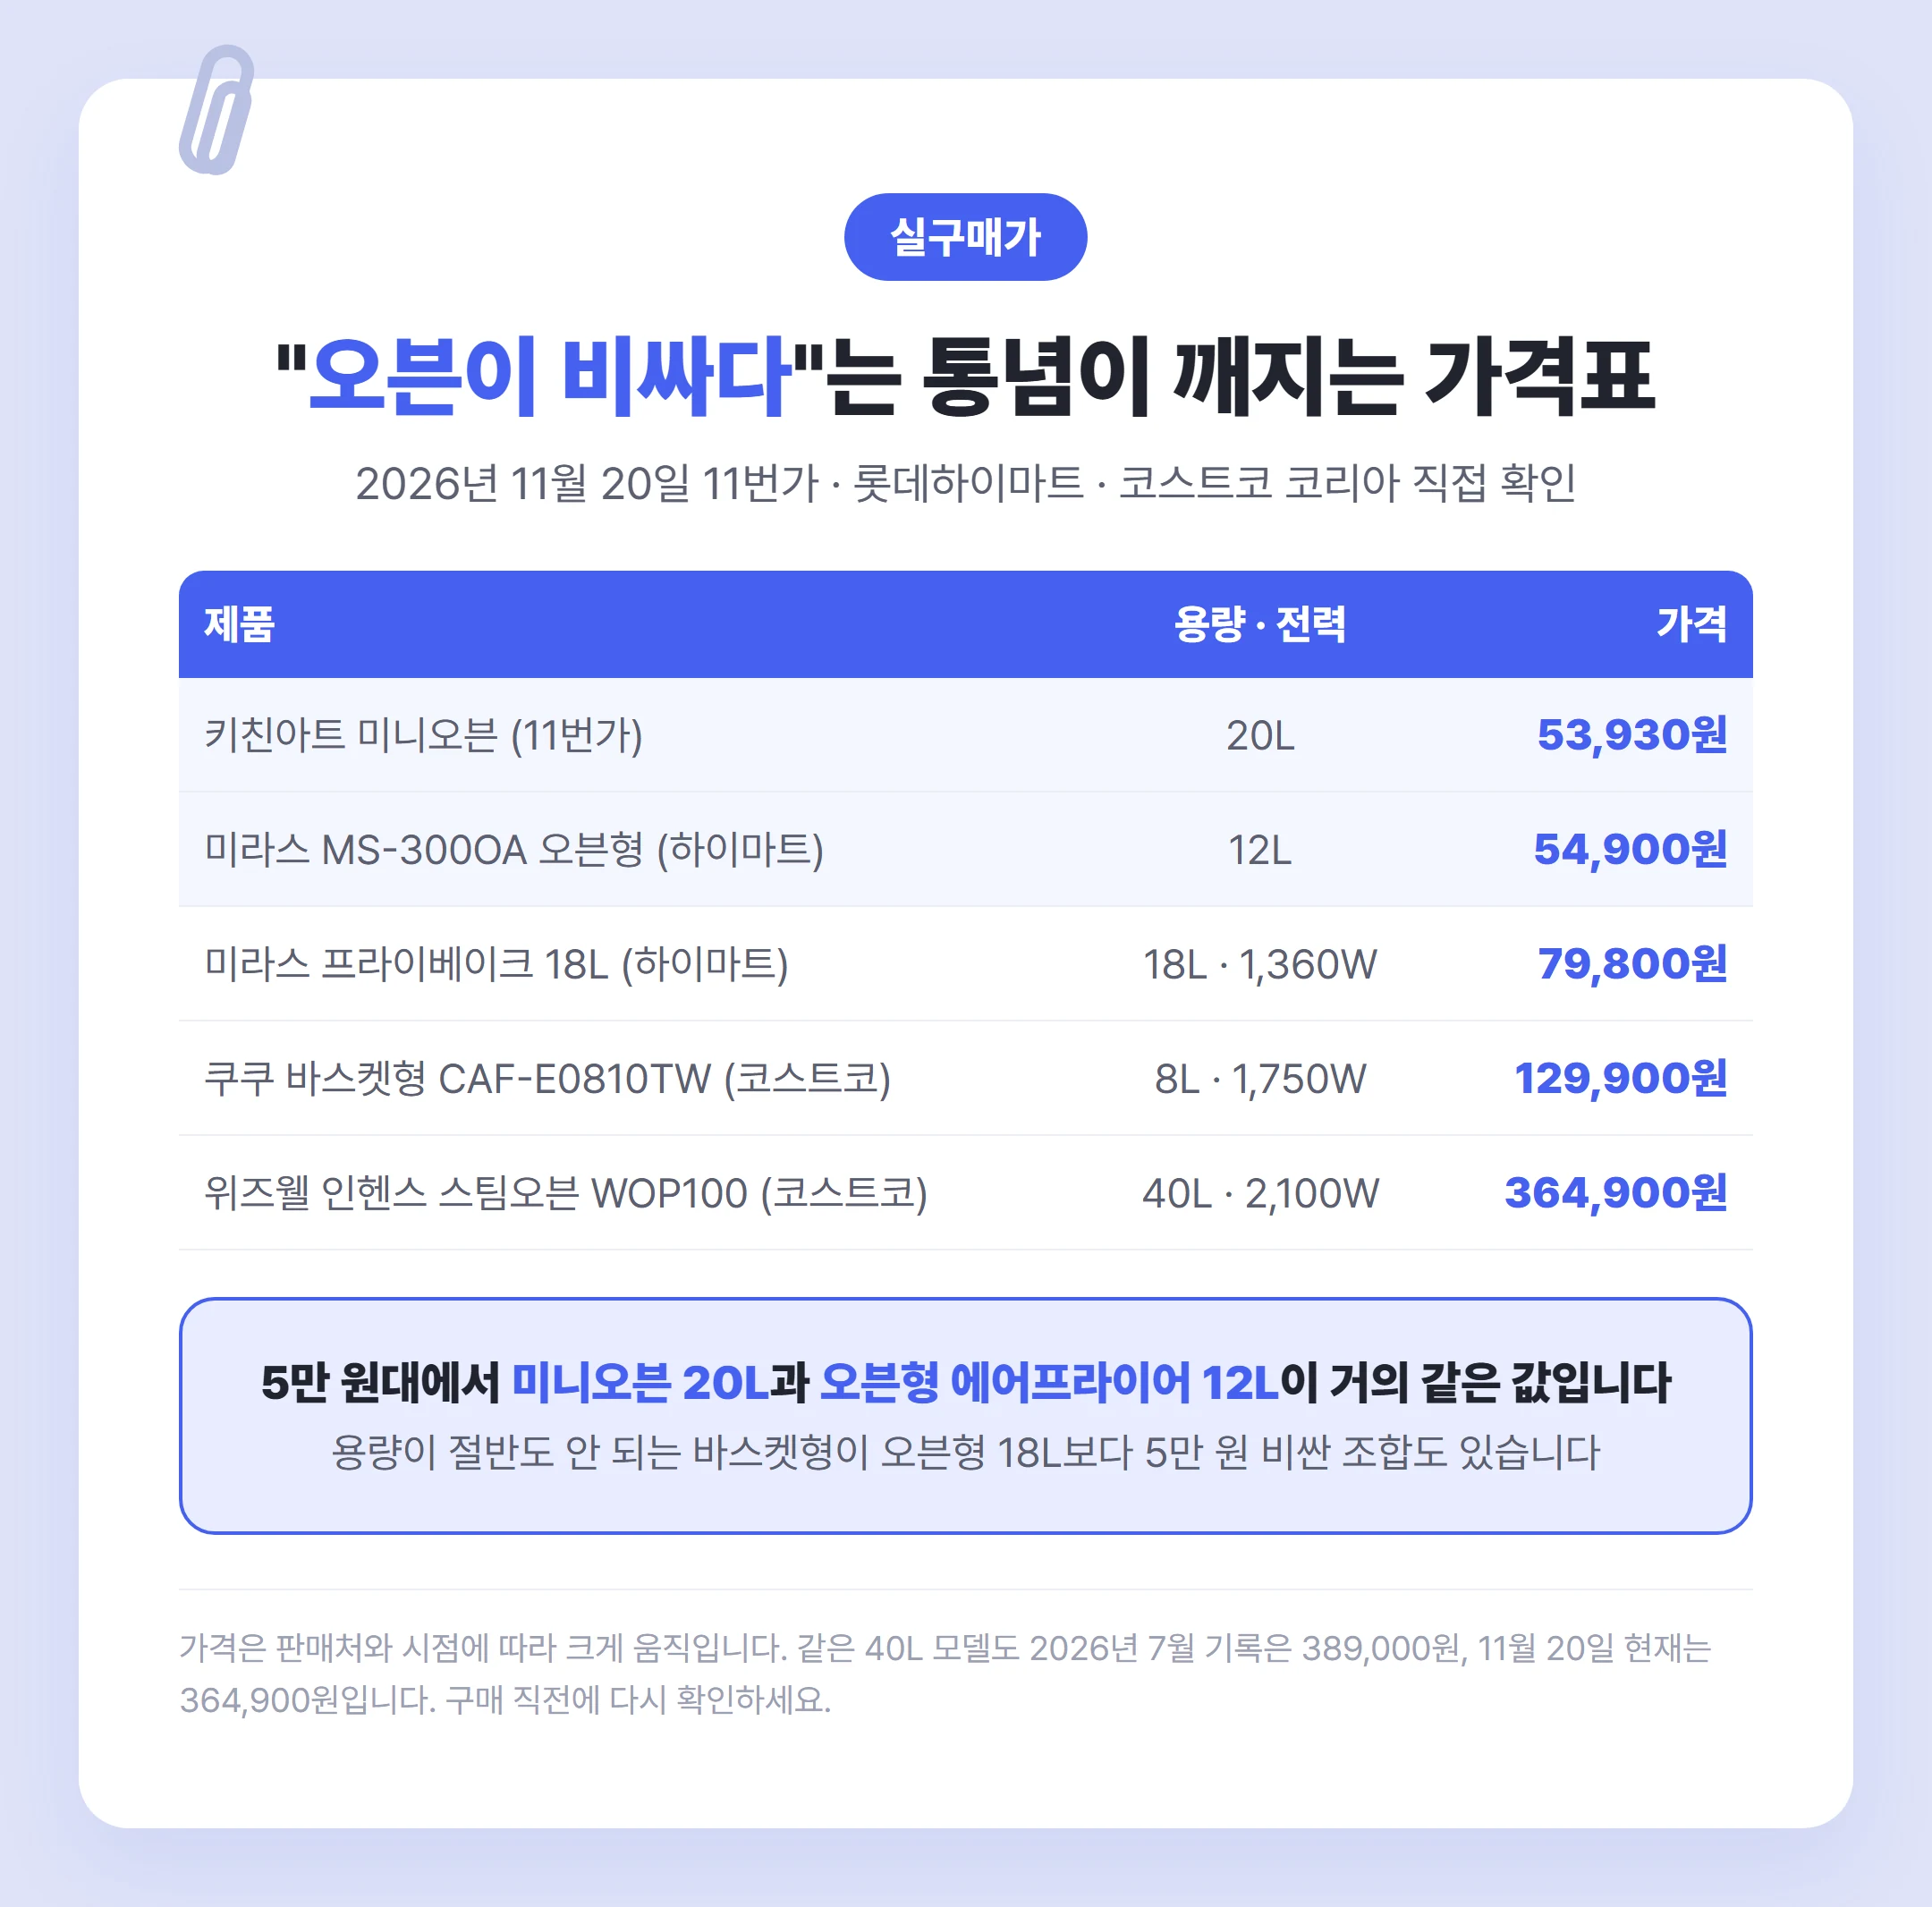 실구매가
"오븐이 비싸다"는 통념이 깨지는 가격표
2026년 11월 20일 11번가 · 롯데하이마트 · 코스트코 코리아 직접 확인
제품 용량 · 전력 가격
키친아트 미니오븐 (11번가) 20L 53,930원
미라스 MS-300OA 오븐형 (하이마트) 12L 54,900원
미라스 프라이베이크 18L (하이마트) 18L · 1,360W 79,800원
쿠쿠 바스켓형 CAF-E0810TW (코스트코) 8L · 1,750W 129,900원
위즈웰 인헨스 스팀오븐 WOP100 (코스트코) 40L · 2,100W 364,900원
5만 원대에서 미니오븐 20L과 오븐형 에어프라이어 12L이 거의 같은 값입니다
용량이 절반도 안 되는 바스켓형이 오븐형 18L보다 5만 원 비싼 조합도 있습니다
가격은 판매처와 시점에 따라 크게 움직입니다. 같은 40L 모델도 2026년 7월 기록은 389,000원, 11월 20일 현재는
364,900원입니다. 구매 직전에 다시 확인하세요.